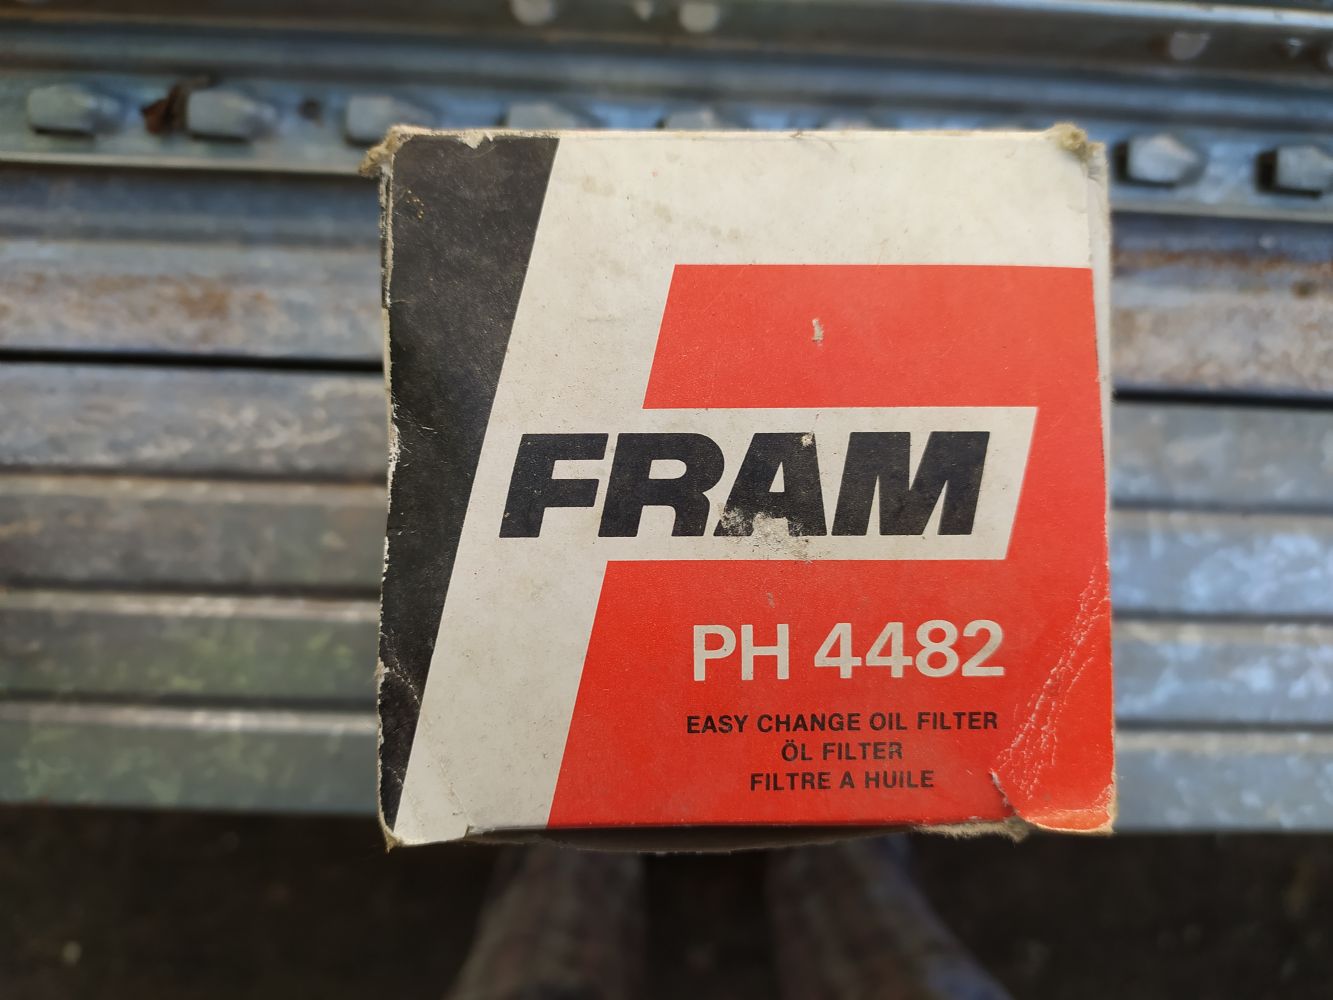 FRAM
PH 4482
EASY CHANGE OIL FILTER
ÖL FILTER
FILTRE A HUILE